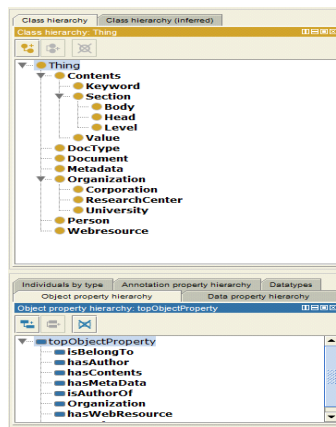 Class hierarchy Class hierarchy (inferred)
Class hierarchy: Thing
Thing
Contents
Keyword
Section
Body
Head
Level
Value
DocType
Document
Metadata
Organization
Corporation
ResearchCenter
University
Person
Webresource
Individuals by type Annotation property hierarchy Datatypes
Object property hierarchy Data property hierarchy
Object property hierarchy: topObjectProperty
topObjectProperty
isBelongTo
hasAuthor
hasContents
hasMetaData
isAuthorOf
Organization
hasWebResource